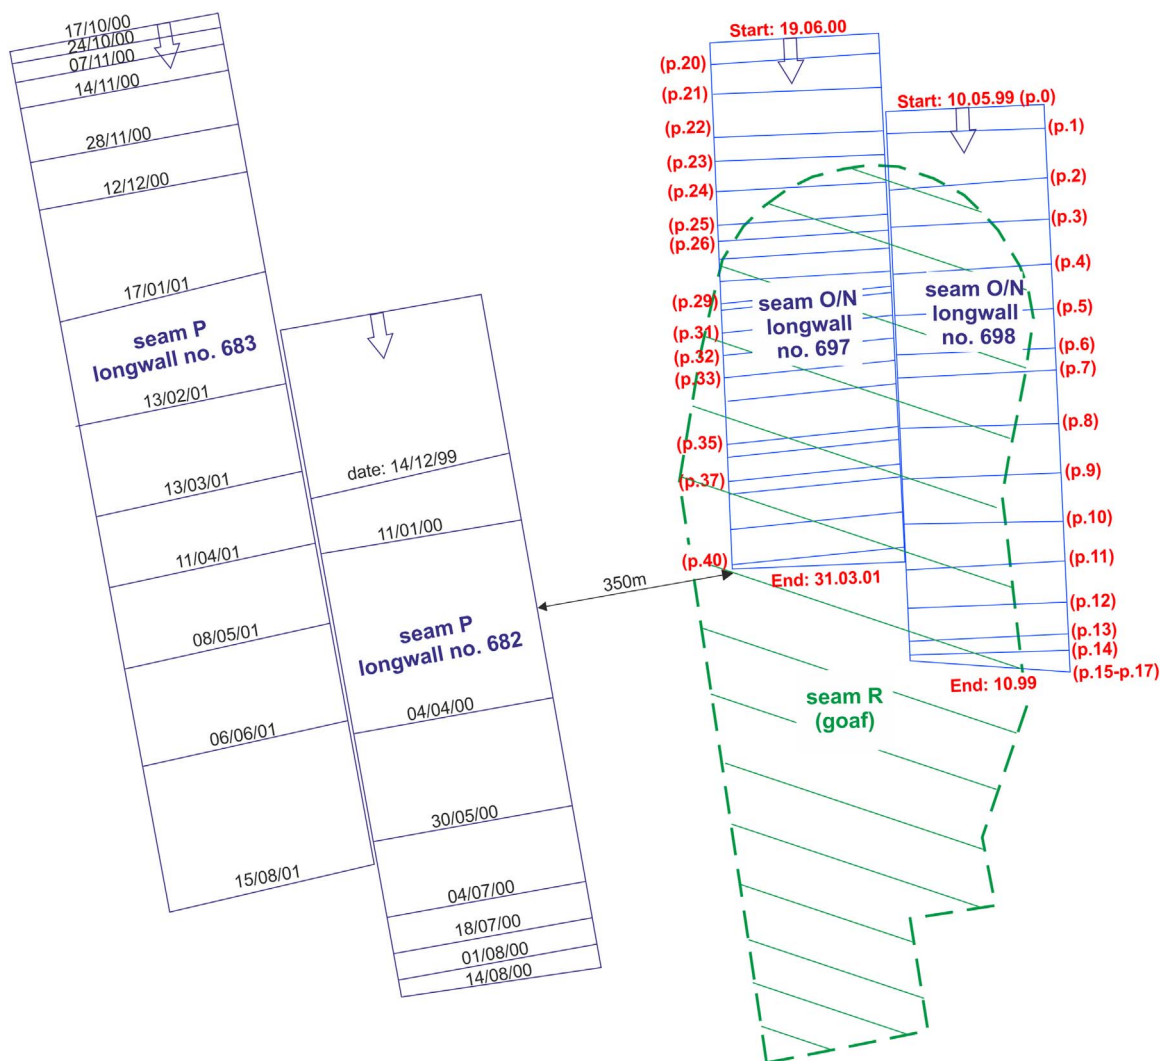 17/10/00
24/10/00
07/11/00
14/11/00
28/11/00
12/12/00
17/01/01
seam P
longwall no. 683
13/02/01
13/03/01
11/04/01
08/05/01
06/06/01
15/08/01
date: 14/12/99
11/01/00
seam P
longwall no. 682
04/04/00
30/05/00
04/07/00
18/07/00
01/08/00
14/08/00
350m
Start: 19.06.00
(p.20)
(p.21)
(p.22)
(p.23)
(p.24)
(p.25)
(p.26)
(p.29)
(p.31)
(p.32)
(p.33)
(p.35)
(p.37)
(p.40)
seam O/N
longwall
no. 697
End: 31.03.01
Start: 10.05.99 (p.0)
(p.1)
(p.2)
(p.3)
(p.4)
(p.5)
(p.6)
(p.7)
(p.8)
(p.9)
(p.10)
(p.11)
(p.12)
(p.13)
(p.14)
(p.15-p.17)
seam O/N
longwall
no. 698
End: 10.99
seam R
(goaf)